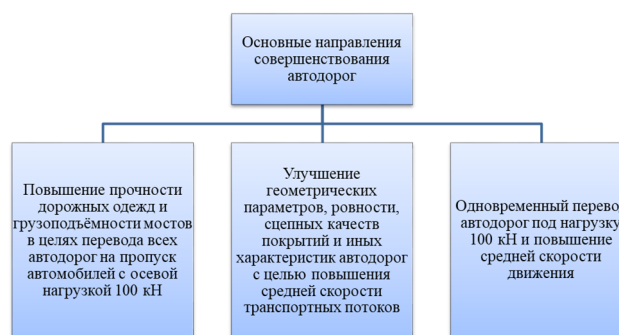 Основные направления
совершенствования
автодорог
Повышение прочности
дорожных одежд и
грузоподъёмности мостов
в целях перевода всех
автодорог на пропуск
автомобилей с осевой
нагрузкой 100 кН
Улучшение
геометрических
параметров, ровности,
сцепных качеств
покрытий и иных
характеристик автодорог
с целью повышения
средней скорости
транспортных потоков
Одновременный перевод
автодорог под нагрузку
100 кН и повышение
средней скорости
движения